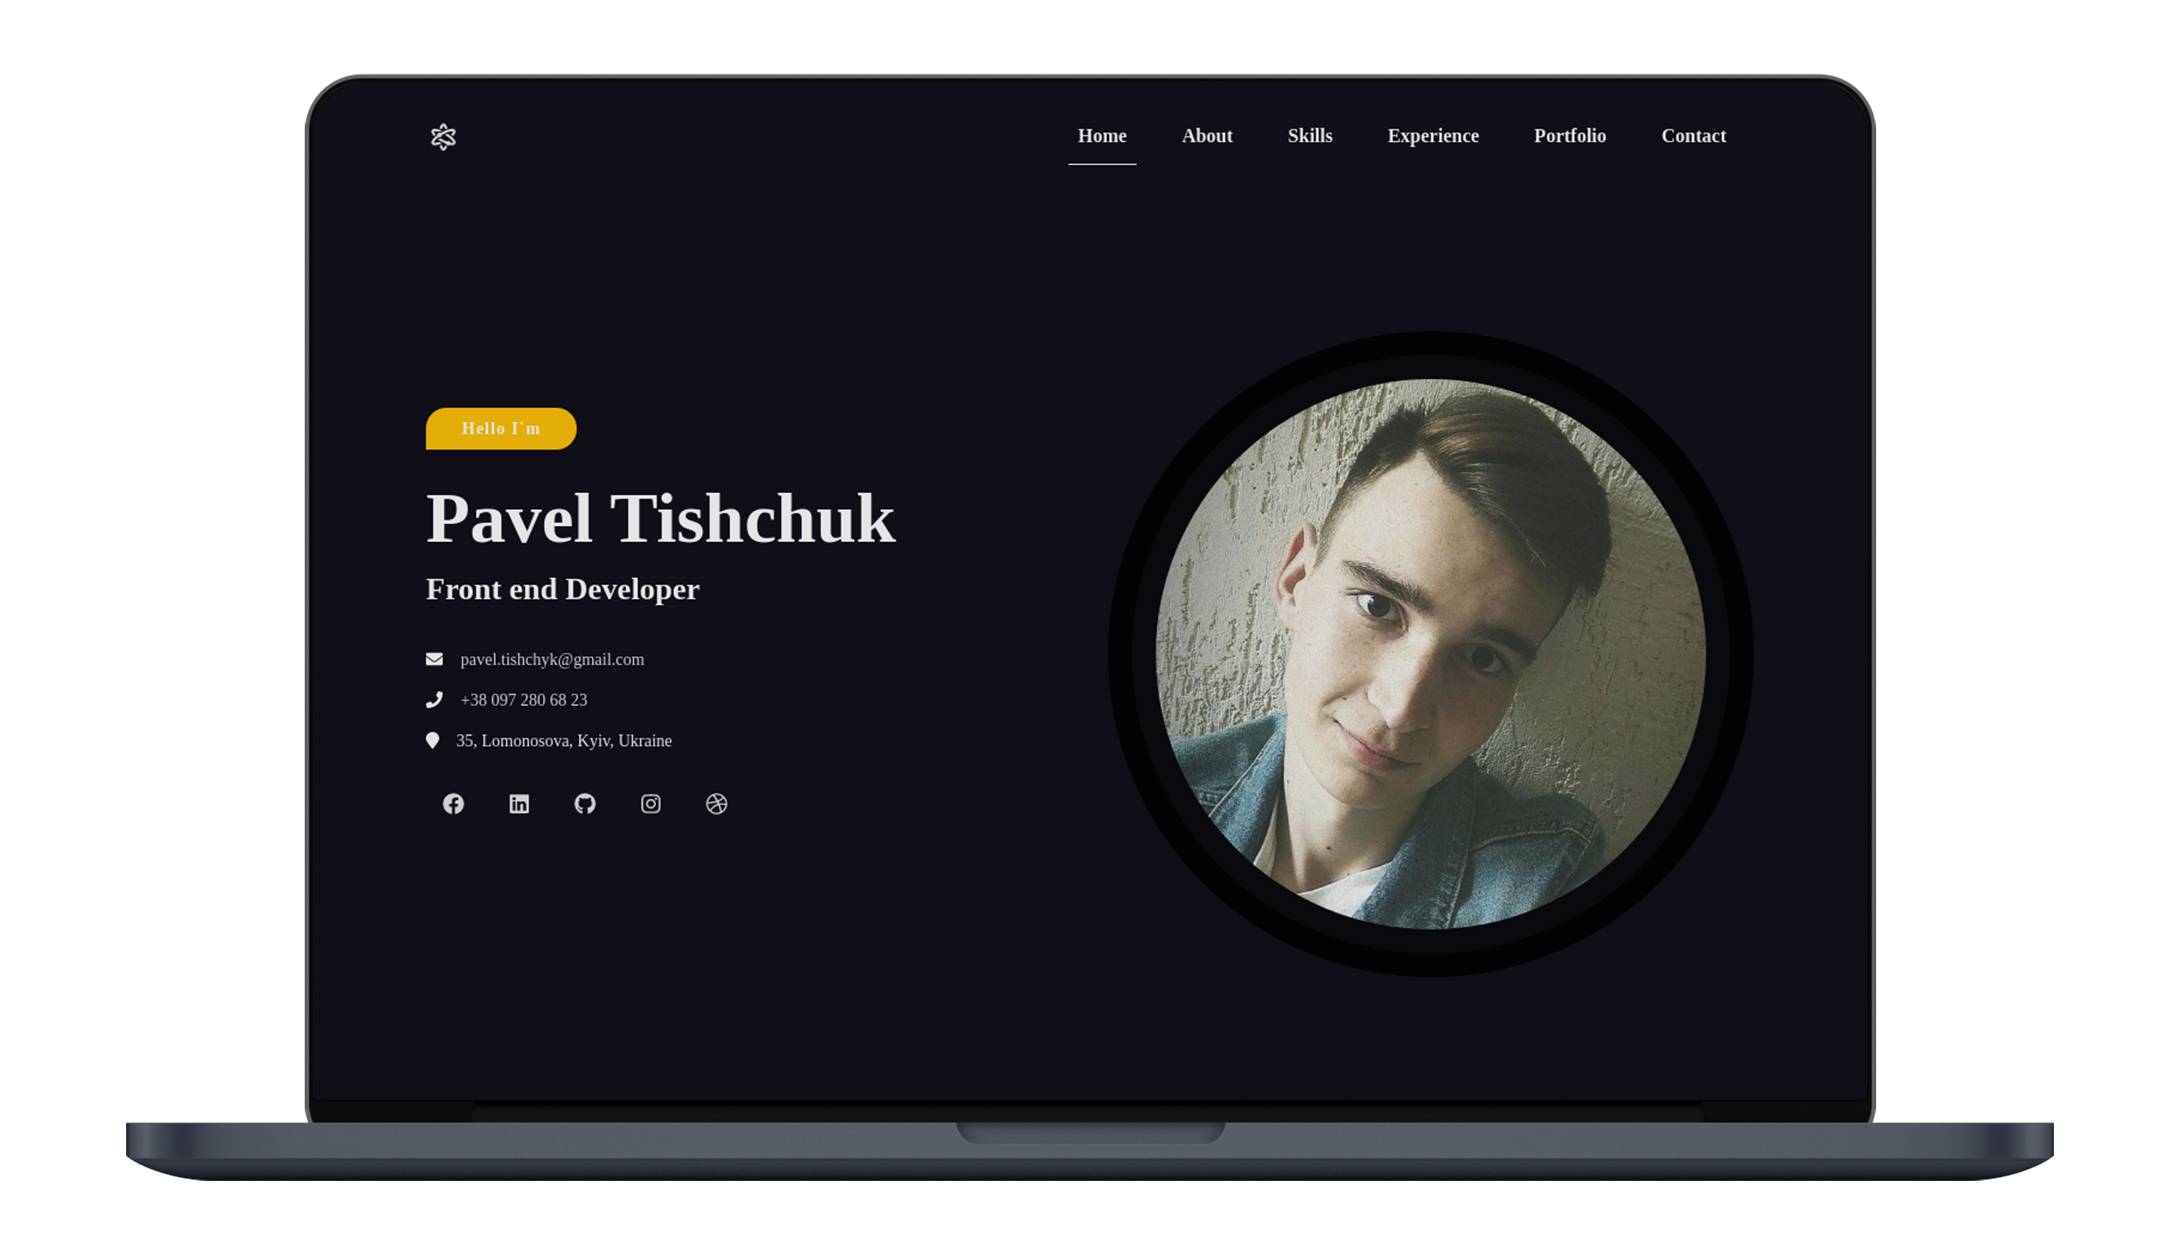 Home About Skills Experience Portfolio Contact
Hello I`m
Pavel Tishchuk
Front end Developer
pavel.tishchyk@gmail.com
+38 097 280 68 23
35, Lomonosova, Kyiv, Ukraine